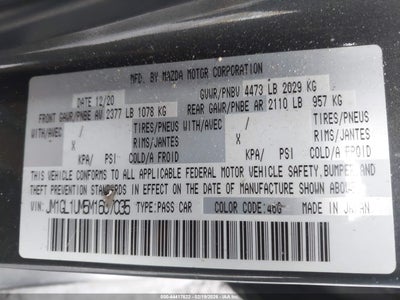 MFD. BY MAZDA MOTOR CORPORATION
12/20 GVWR/PNBV 4473 LB 2029 KG
FRONT GAWR/PNBE AV 2377 LB 1078 KG REAR GAWR/PNBE AR 2110 LB 957 KG
WITH/AVEC / TIRES/PNEUS WITH/AVEC / TIRES/PNEUS
X RIMS/JANTES X RIMS/JANTES
KPA/ PSI C/A FROID KPA/ PSI C/A FROID
THIS VEHICLE CONFORMS TO ALL APPLICABLE FEDERAL MOTOR VEHICLE SAFETY, BUMPER, AND
THEFT PREVENTION STANDARDS IN EFFECT ON THE DATE OF MANUFACTURE SHOWN ABOVE.
VIN: TYPE: PASS CAR COLOR CODE: 46G MADE IN JAPAN